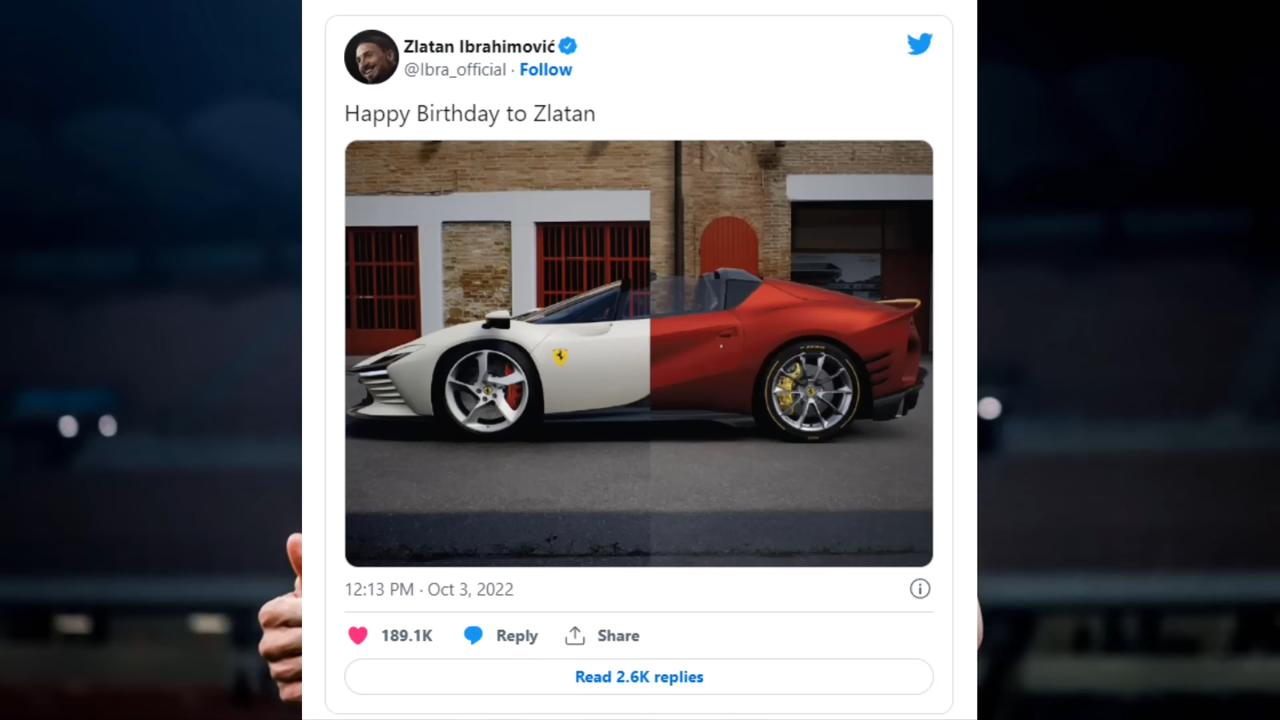 Zlatan Ibrahimović
@Ibra_official · Follow
Happy Birthday to Zlatan
12:13 PM · Oct 3, 2022
189.1K Reply Share
Read 2.6K replies